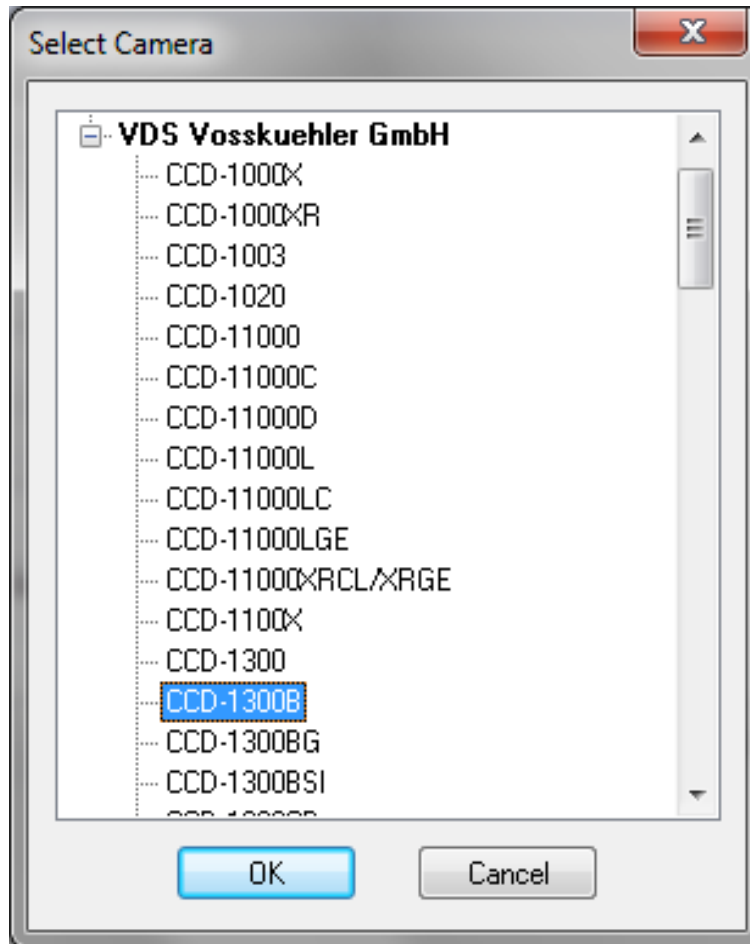 Select Camera
VDS Vosskuehler GmbH
CCD-1000X
CCD-1000XR
CCD-1003
CCD-1020
CCD-11000
CCD-11000C
CCD-11000D
CCD-11000L
CCD-11000LC
CCD-11000LGE
CCD-11000XRCL/XRGE
CCD-1100X
CCD-1300
CCD-1300B
CCD-1300BG
CCD-1300BSI
OK Cancel